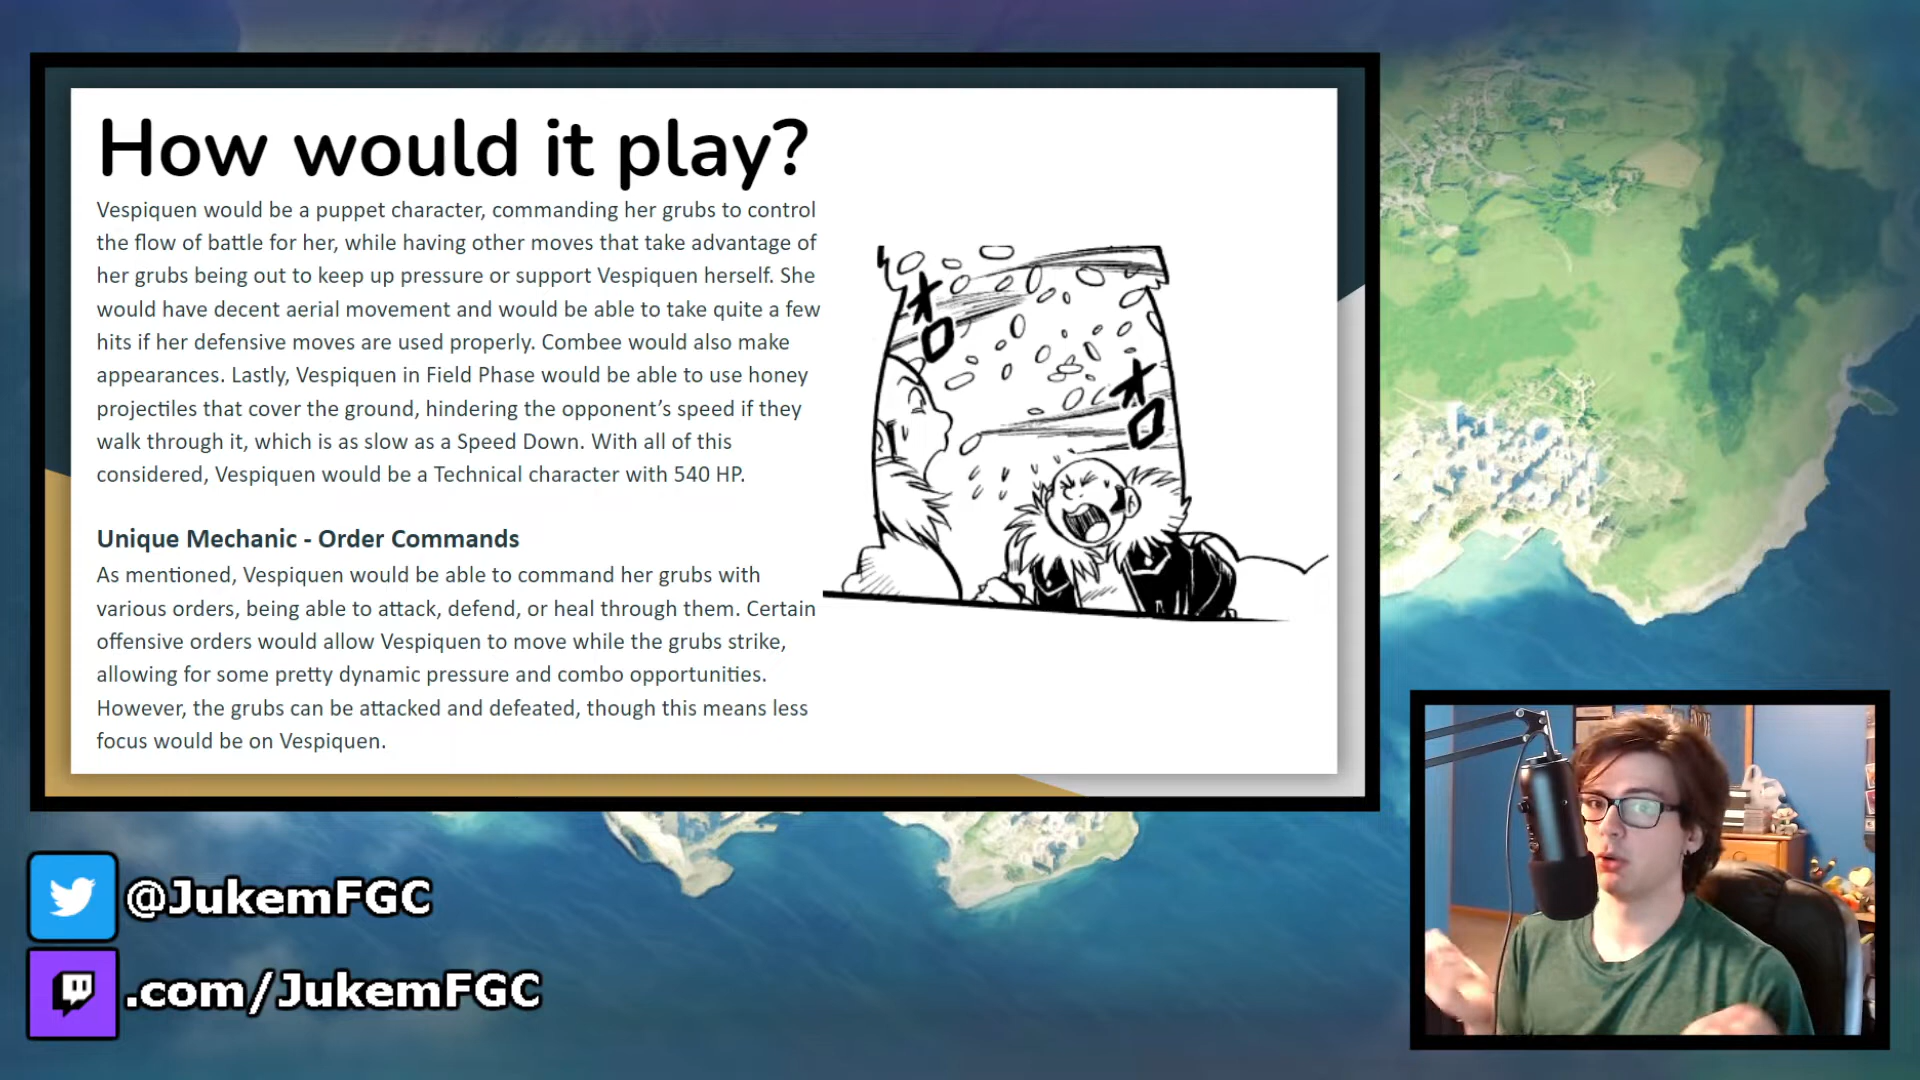 How would it play?
Vespiquen would be a puppet character, commanding her grubs to control
the flow of battle for her, while having other moves that take advantage of
her grubs being out to keep up pressure or support Vespiquen herself. She
would have decent aerial movement and would be able to take quite a few
hits if her defensive moves are used properly. Combee would also make
appearances. Lastly, Vespiquen in Field Phase would be able to use honey
projectiles that cover the ground, hindering the opponent’s speed if they
walk through it, which is as slow as a Speed Down. With all of this
considered, Vespiquen would be a Technical character with 540 HP.
Unique Mechanic - Order Commands
As mentioned, Vespiquen would be able to command her grubs with
various orders, being able to attack, defend, or heal through them. Certain
offensive orders would allow Vespiquen to move while the grubs strike,
allowing for some pretty dynamic pressure and combo opportunities.
However, the grubs can be attacked and defeated, though this means less
focus would be on Vespiquen.
@JukemFGC
.com/JukemFGC